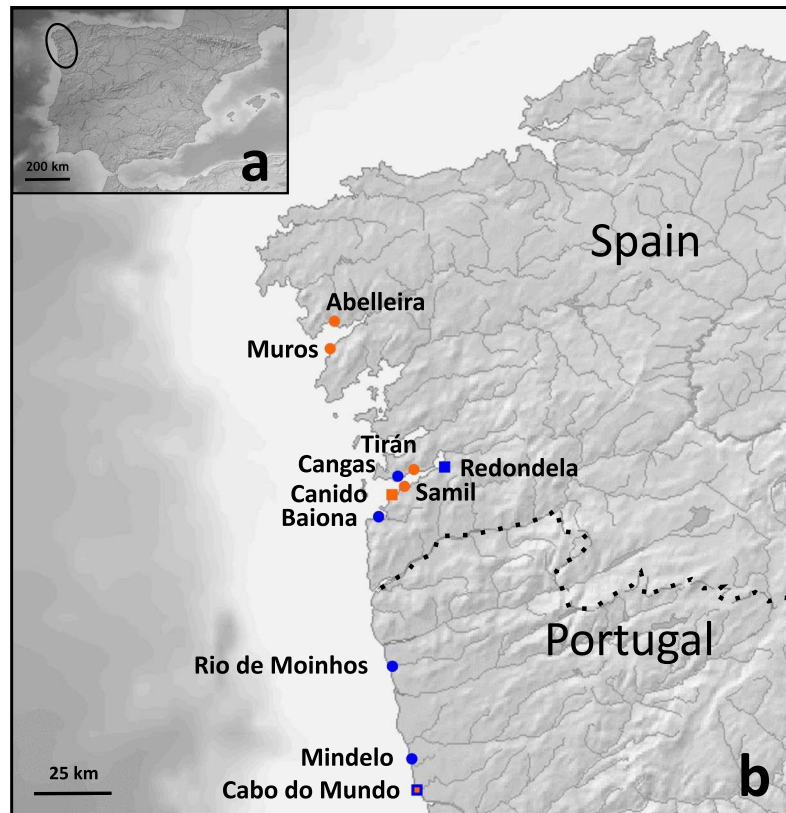 200 km
a
Spain
Abelleira
Muros
Tirán
Cangas
Redondela
Canido
Samil
Baiona
Portugal
Rio de Moinhos
Mindelo
25 km
Cabo do Mundo
b